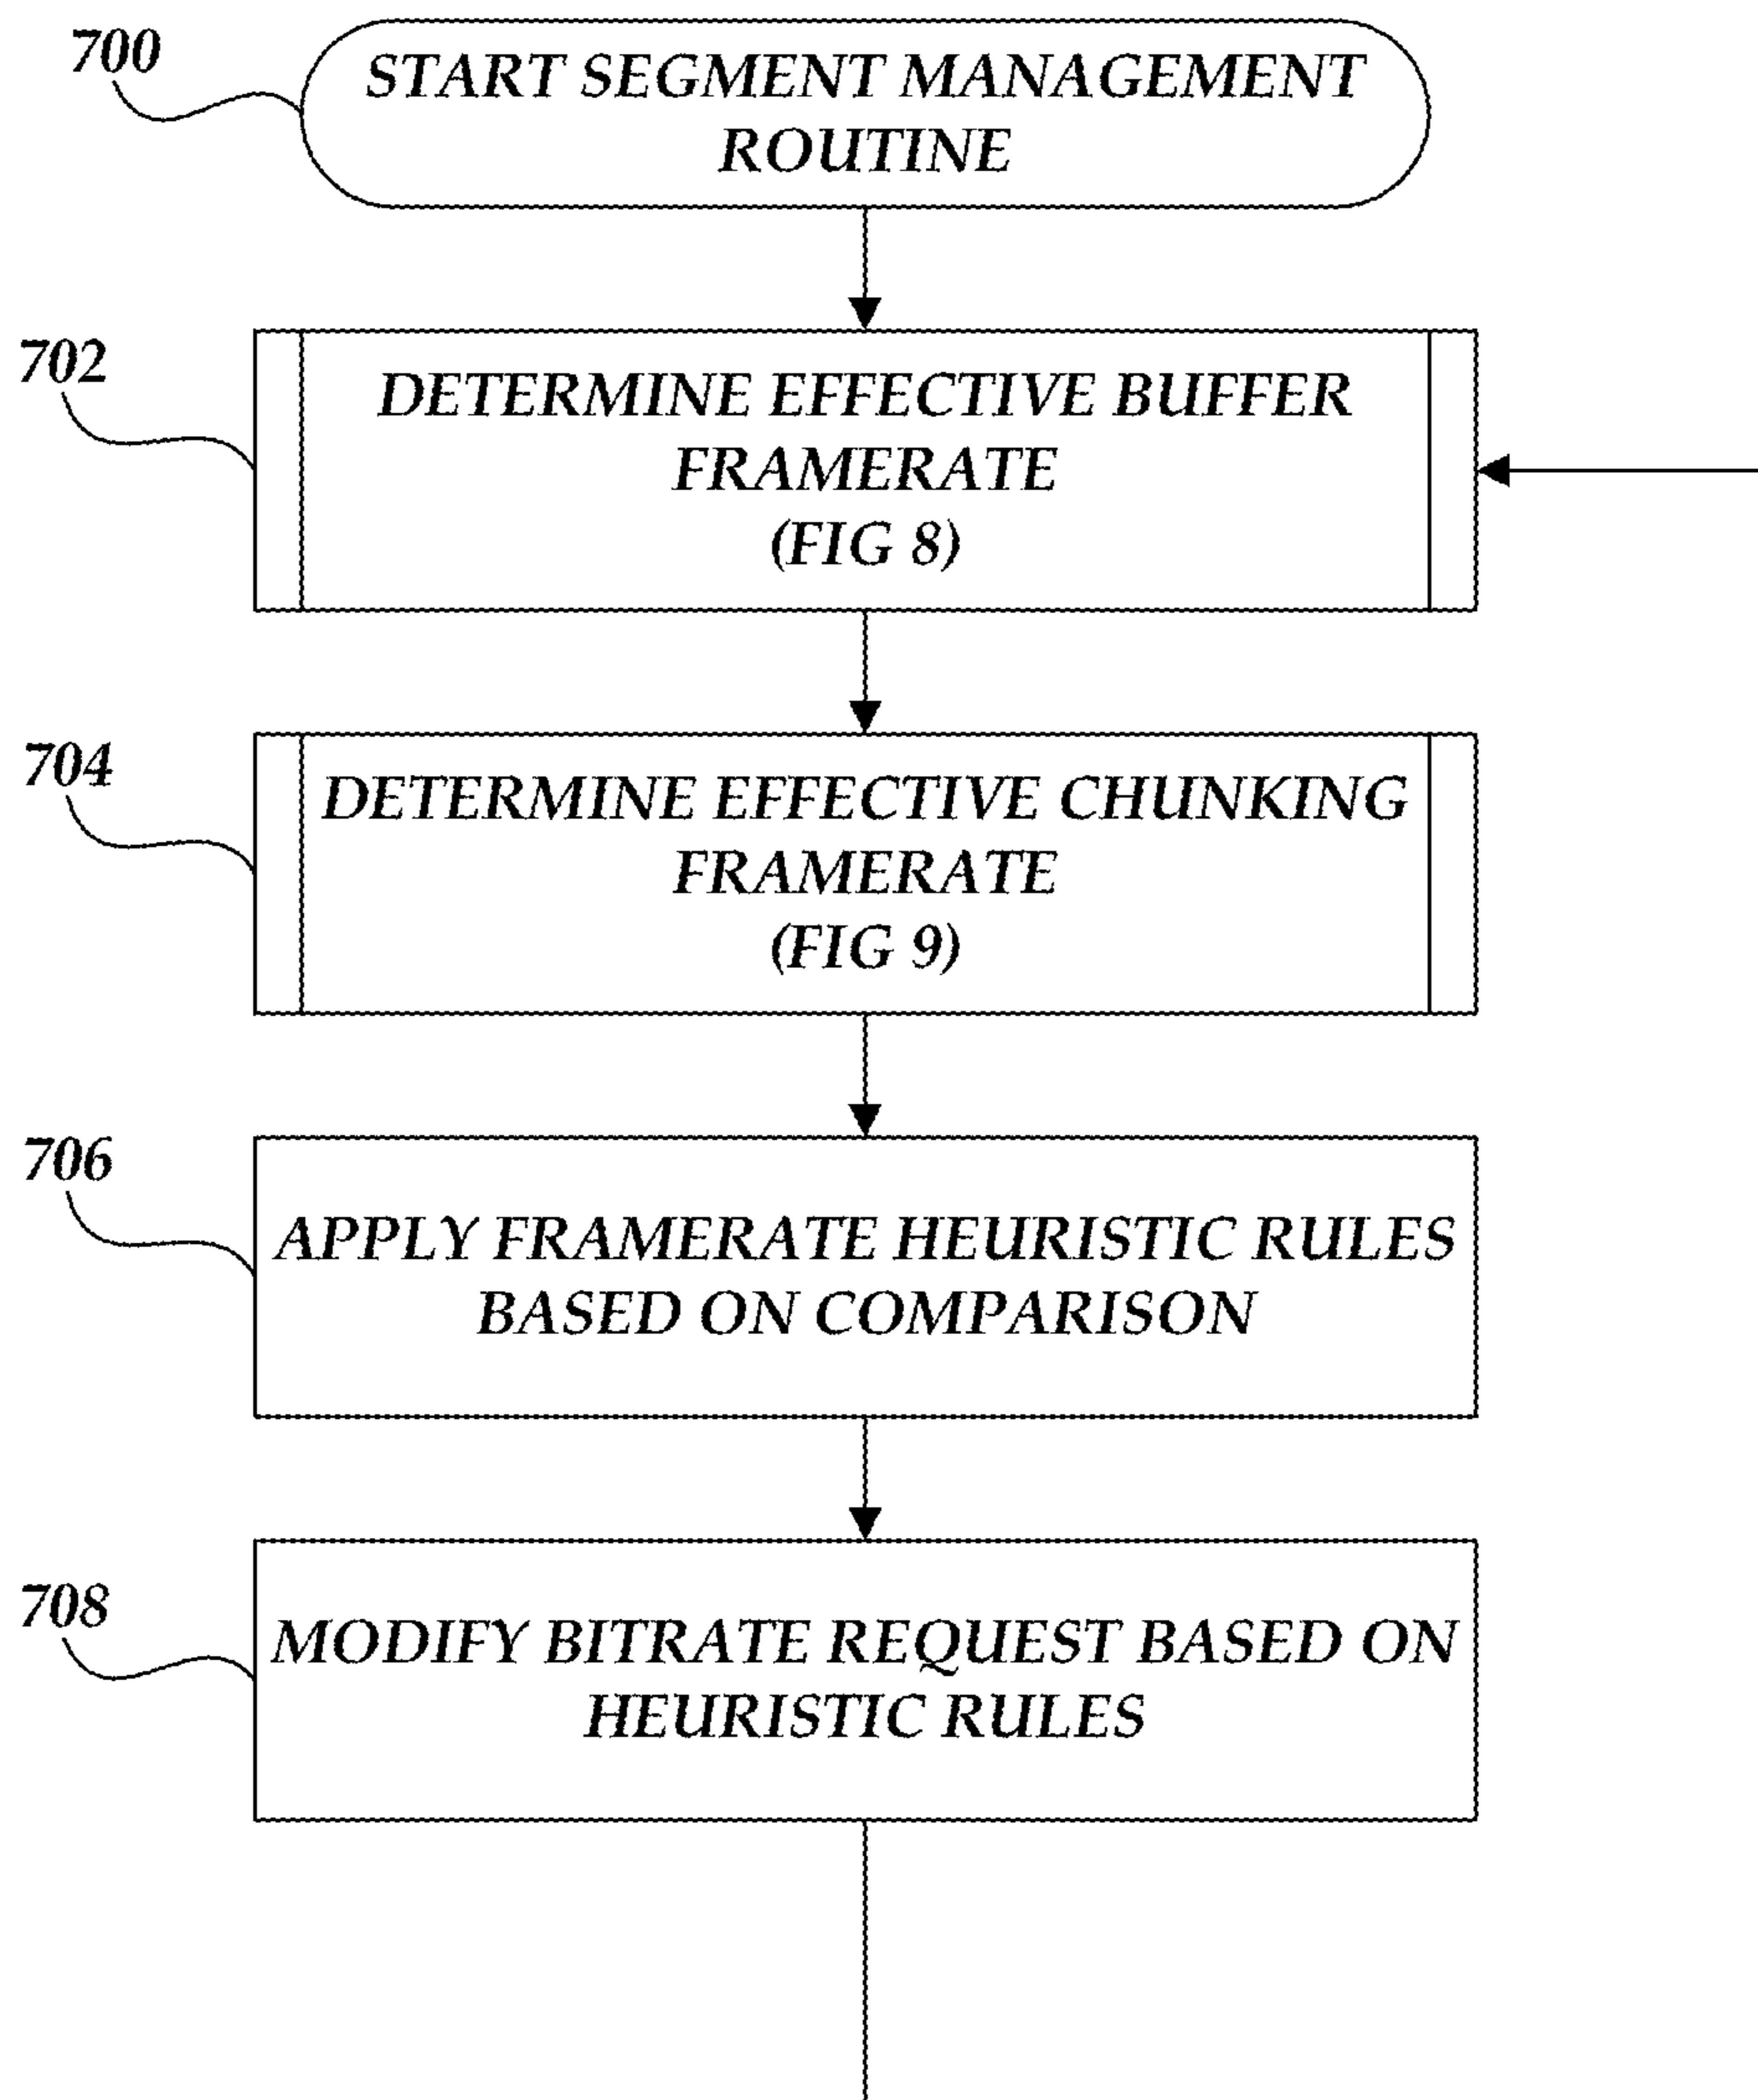 700
START SEGMENT MANAGEMENT
ROUTINE
702
DETERMINE EFFECTIVE BUFFER
FRAMERATE
(FIG 8)
704
DETERMINE EFFECTIVE CHUNKING
FRAMERATE
(FIG 9)
706
APPLY FRAMERATE HEURISTIC RULES
BASED ON COMPARISON
708
MODIFY BITRATE REQUEST BASED ON
HEURISTIC RULES